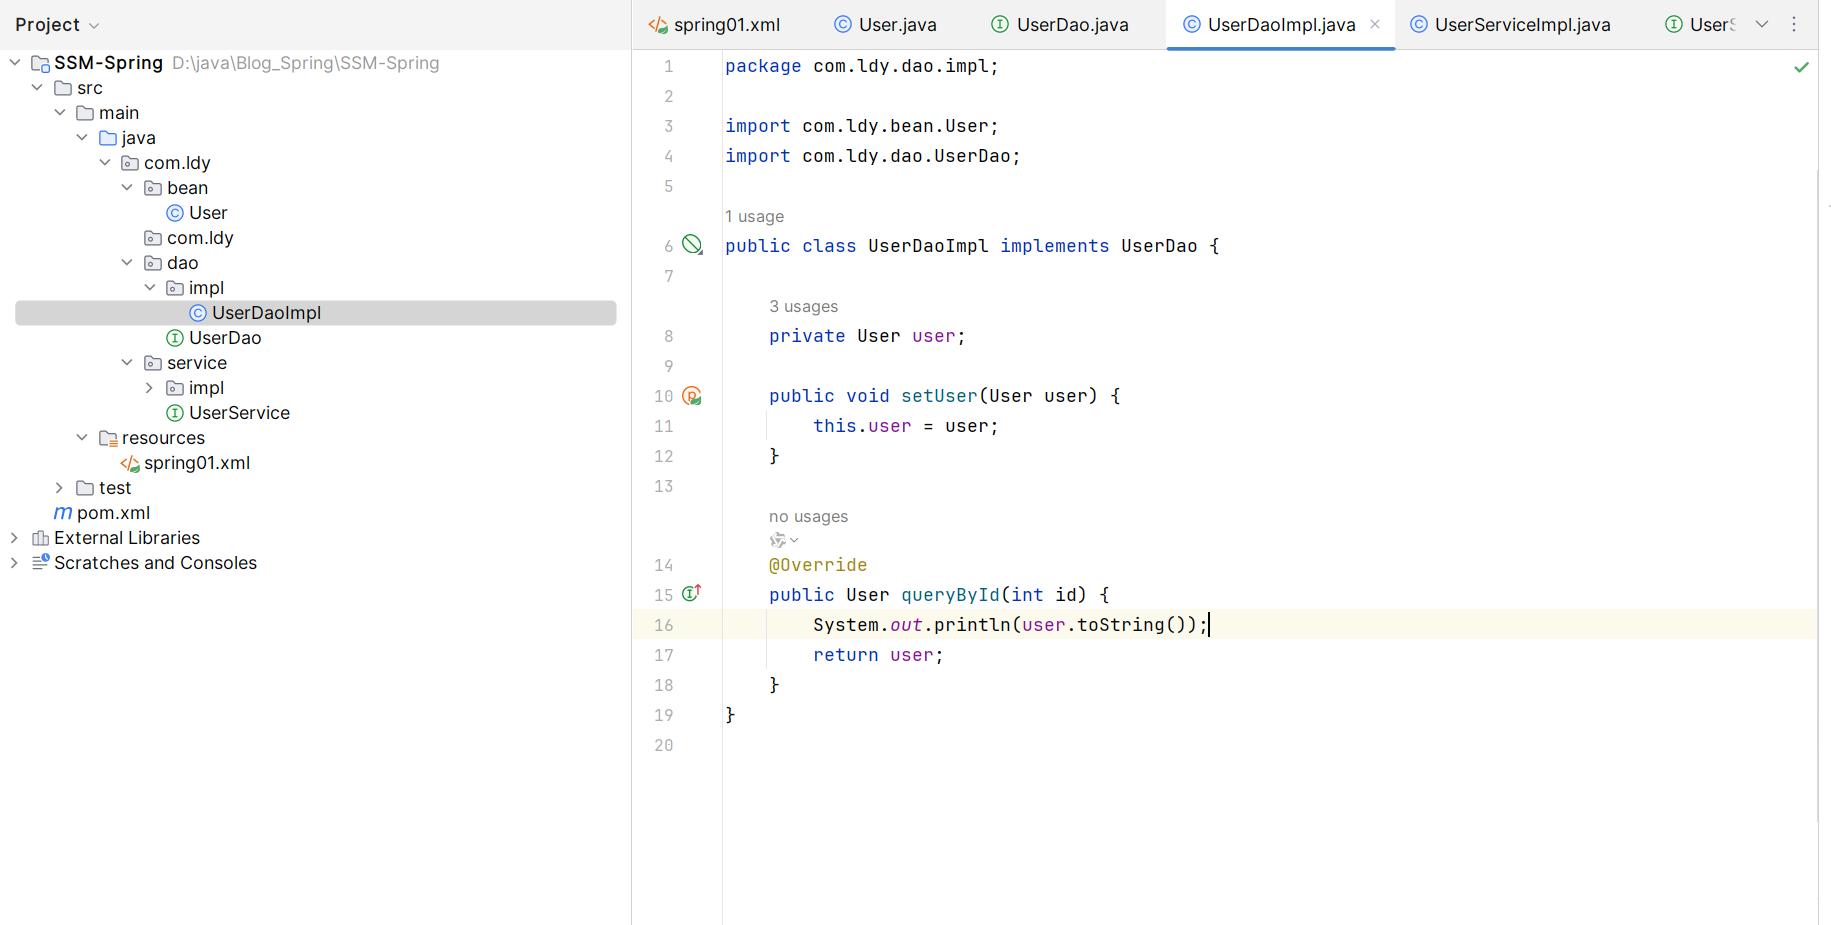 Project
SSM-Spring D:\java\Blog_Spring\SSM-Spring
src
main
java
com.ldy
bean
User
com.ldy
dao
impl
UserDaoImpl
UserDao
service
impl
UserService
resources
spring01.xml
test
pom.xml
External Libraries
Scratches and Consoles
spring01.xml User.java UserDao.java UserDaoImpl.java UserServiceImpl.java UserS
1 package com.ldy.dao.impl;
2
3 import com.ldy.bean.User;
4 import com.ldy.dao.UserDao;
5
1 usage
6 public class UserDaoImpl implements UserDao {
7
3 usages
8 private User user;
9
10 public void setUser(User user) {
11 this.user = user;
12 }
13
no usages
14 @Override
15 public User queryById(int id) {
16 System.out.println(user.toString());
17 return user;
18 }
19 }
20